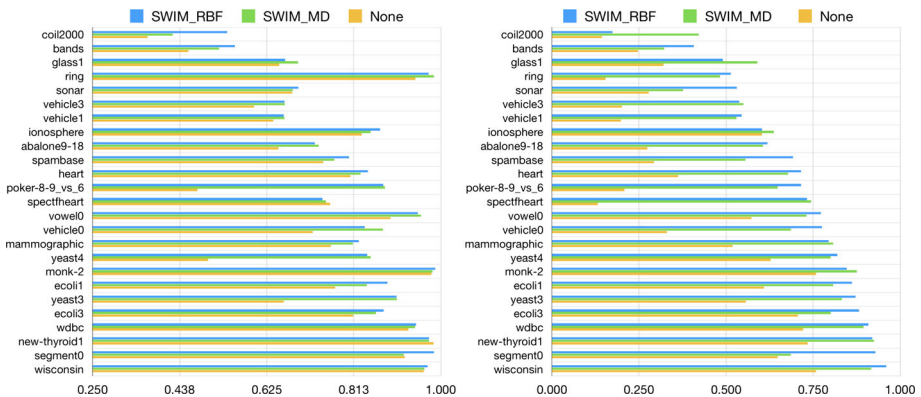 SWIM_RBF SWIM_MD None
coil2000
bands
glass1
ring
sonar
vehicle3
vehicle1
ionosphere
abalone9-18
spambase
heart
poker-8-9_vs_6
spectfheart
vowel0
vehicle0
mammographic
yeast4
monk-2
ecoli1
yeast3
ecoli3
wdbc
new-thyroid1
segment0
wisconsin
0.250 0.438 0.625 0.813 1.000
SWIM_RBF SWIM_MD None
coil2000
bands
glass1
ring
sonar
vehicle3
vehicle1
ionosphere
abalone9-18
spambase
heart
poker-8-9_vs_6
spectfheart
vowel0
vehicle0
mammographic
yeast4
monk-2
ecoli1
yeast3
ecoli3
wdbc
new-thyroid1
segment0
wisconsin
0.000 0.250 0.500 0.750 1.000